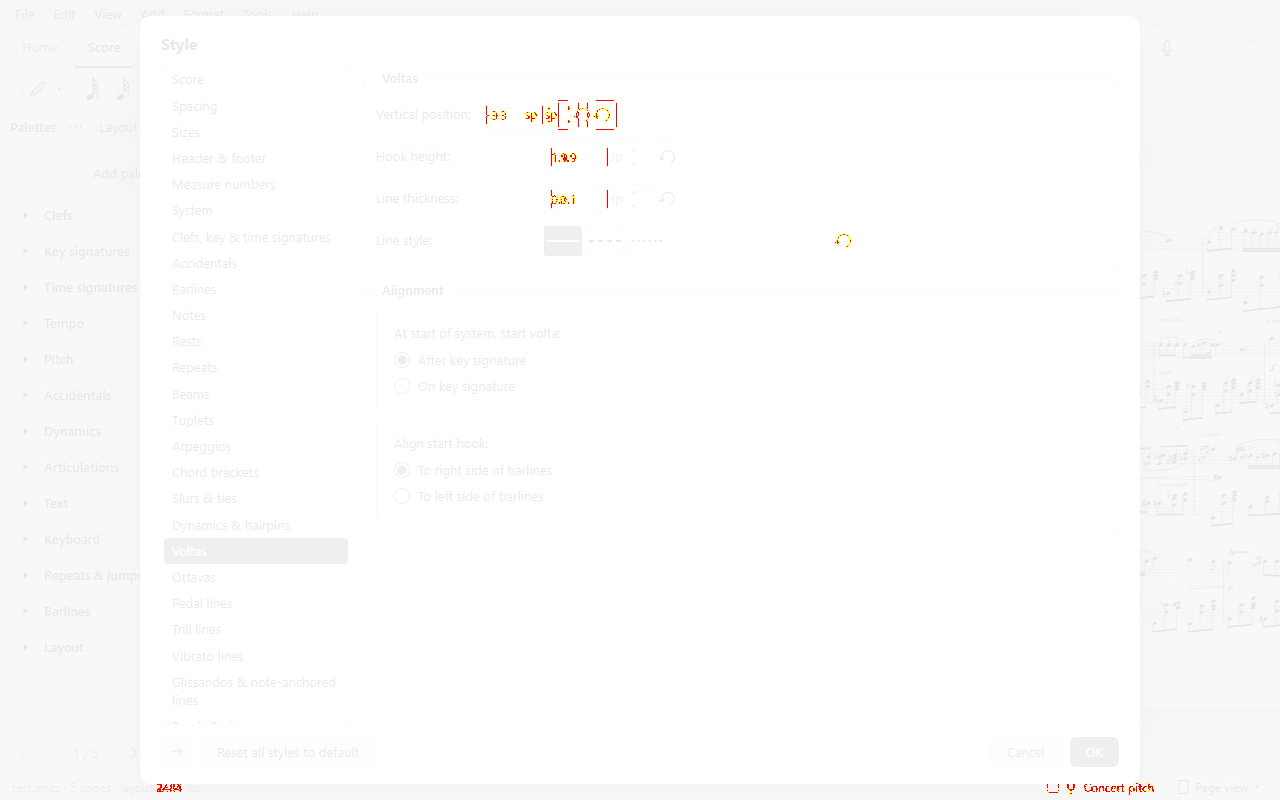 File Edit View Add Format Tools Help
Home Score
Style
Palettes Layout
Add pale
Clefs
Key signatures
Time signatures
Tempo
Pitch
Accidentals
Dynamics
Articulations
Text
Keyboard
Repeats & jumps
Barlines
Layout
Score
Spacing
Sizes
Header & footer
Measure numbers
System
Clefs, key & time signatures
Accidentals
Barlines
Notes
Rests
Repeats
Beams
Tuplets
Arpeggios
Chord brackets
Slurs & ties
Dynamics & hairpins
Voltas
Ottavas
Pedal lines
Trill lines
Vibrato lines
Glissandos & note-anchored
lines
Voltas
Vertical position: sp sp
Hook height: sp
Line thickness: sp
Line style:
Alignment
At start of system, start volta:
After key signature
On key signature
Align start hook:
To right side of barlines
To left side of barlines
1 / 5
Reset all styles to default Cancel OK
test.mscz - 5 pages Concert pitch Page view